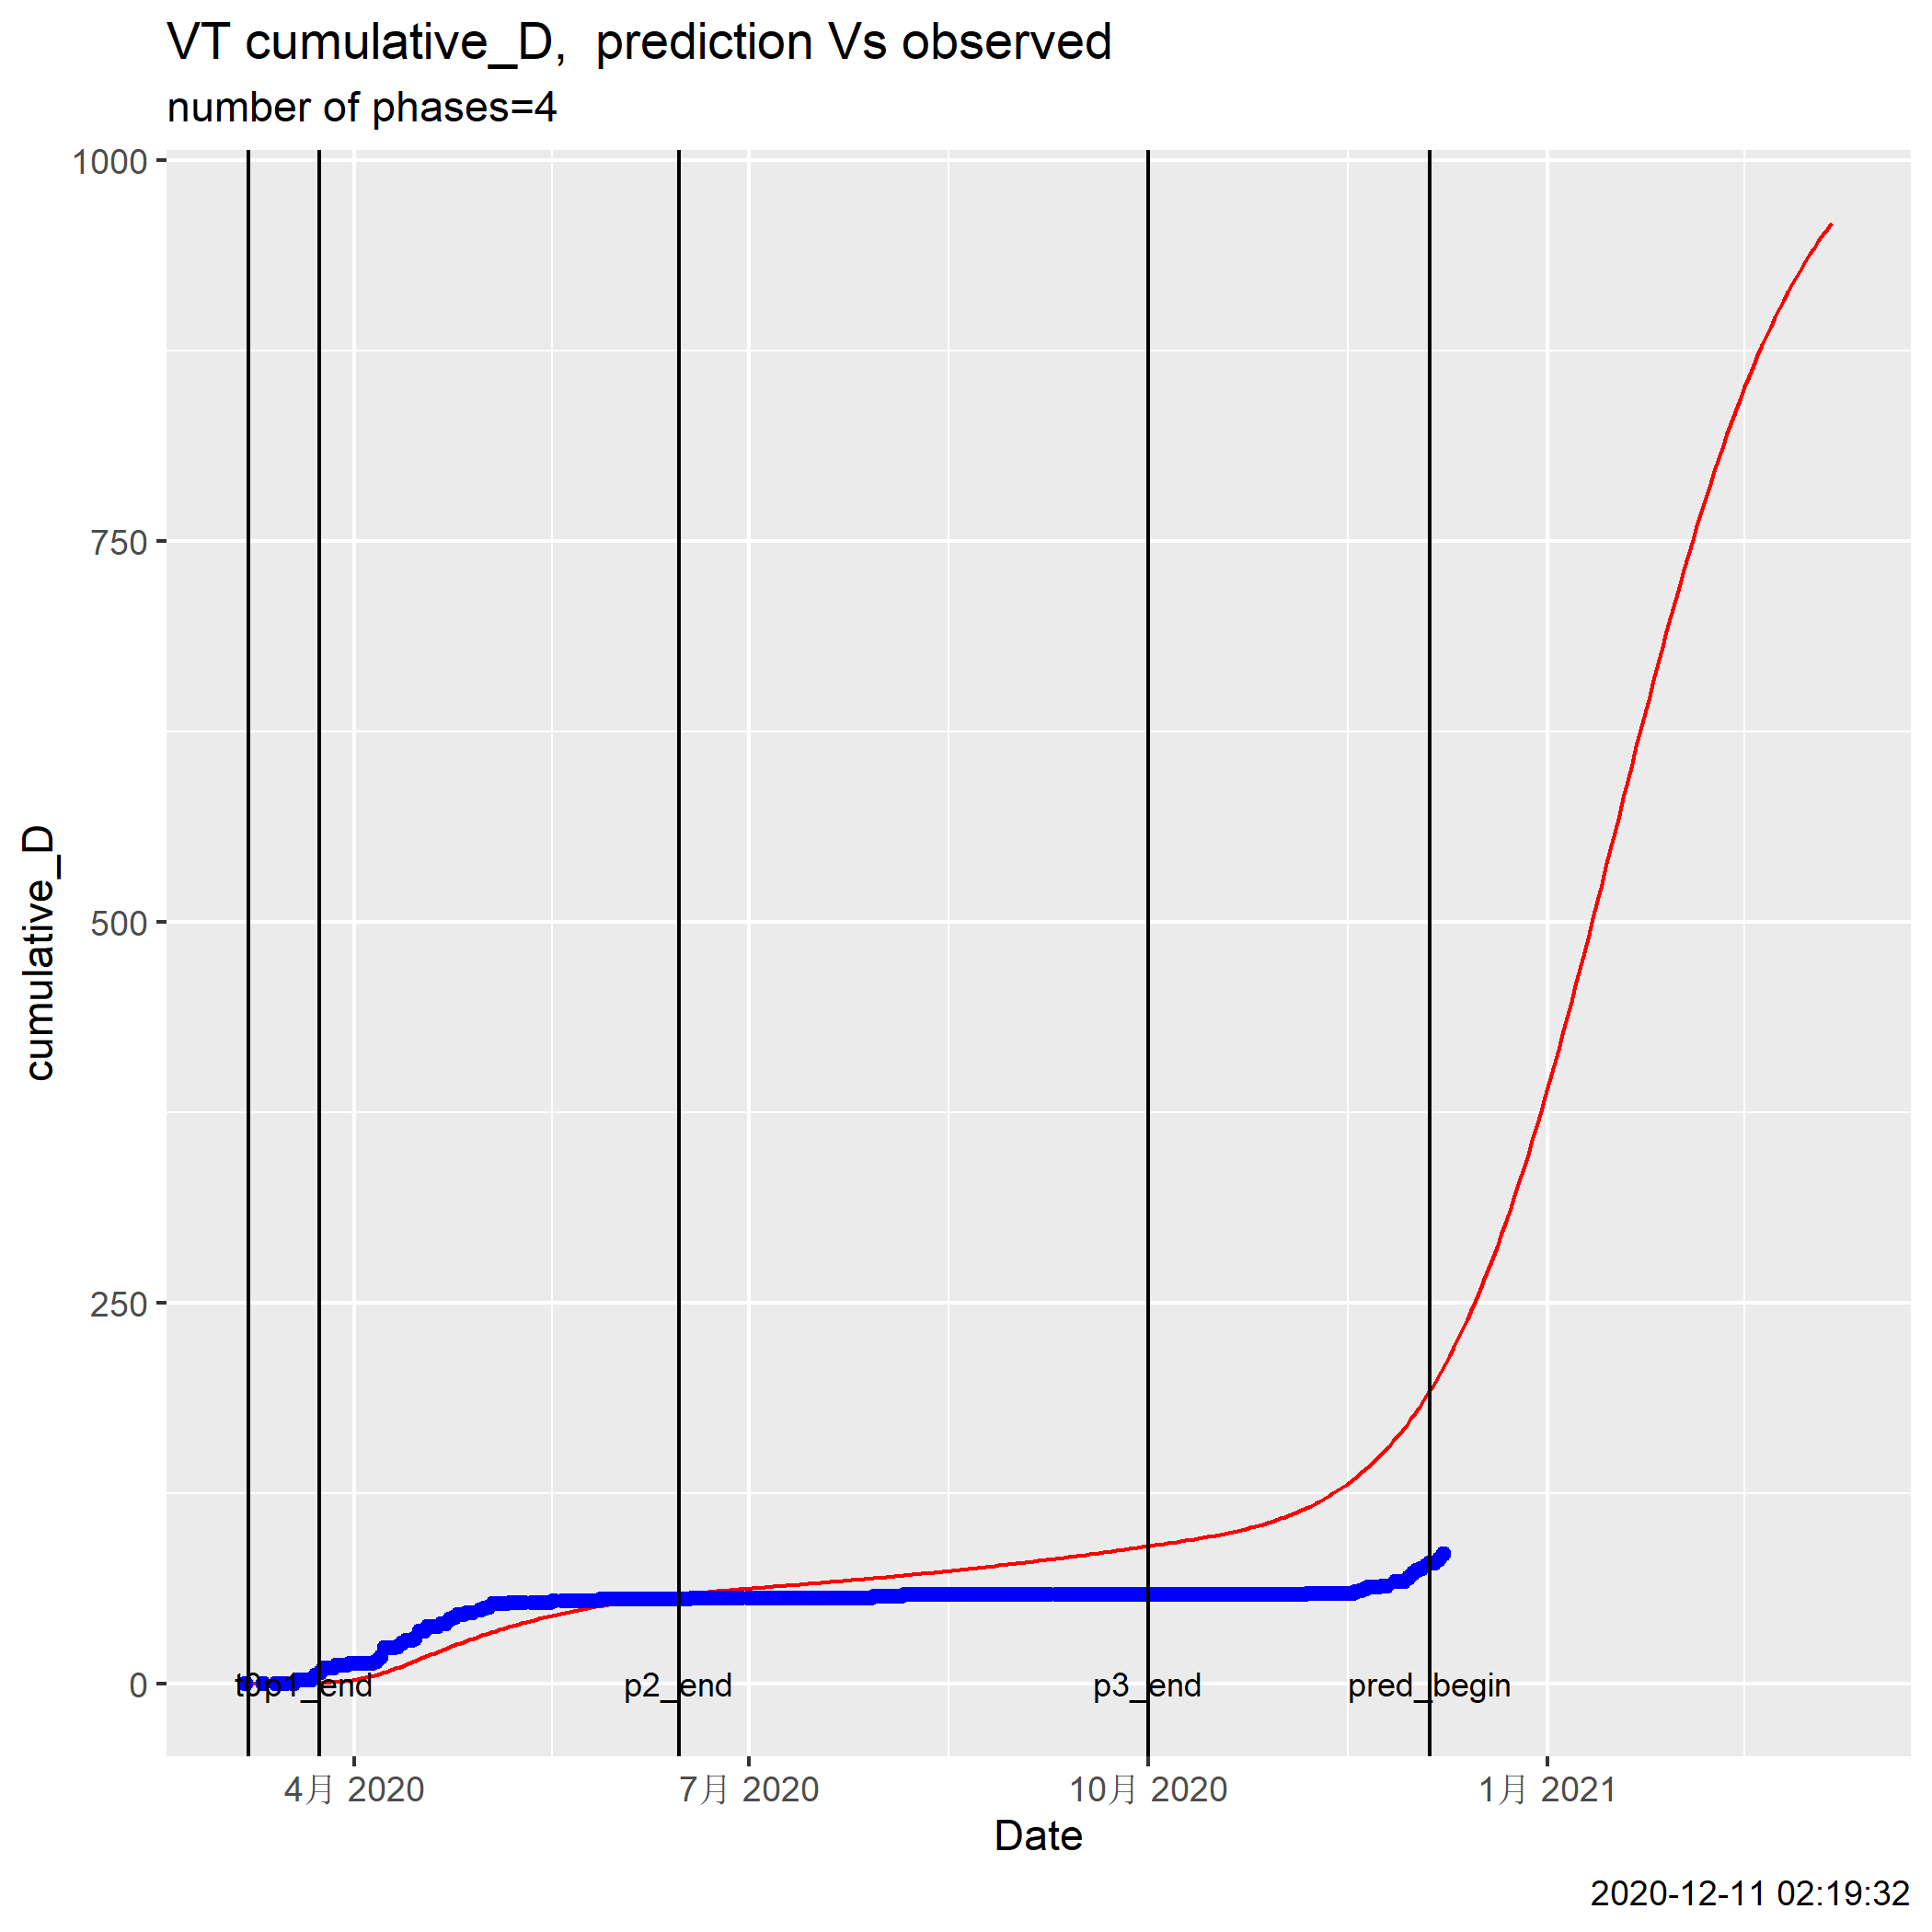 VT cumulative_D,  prediction Vs observed
number of phases=4
1000
750
500
250
0
cumulative_D
t0
p1_end
p2_end
p3_end
pred_begin
4月 2020
7月 2020
10月 2020
1月 2021
Date
2020-12-11 02:19:32